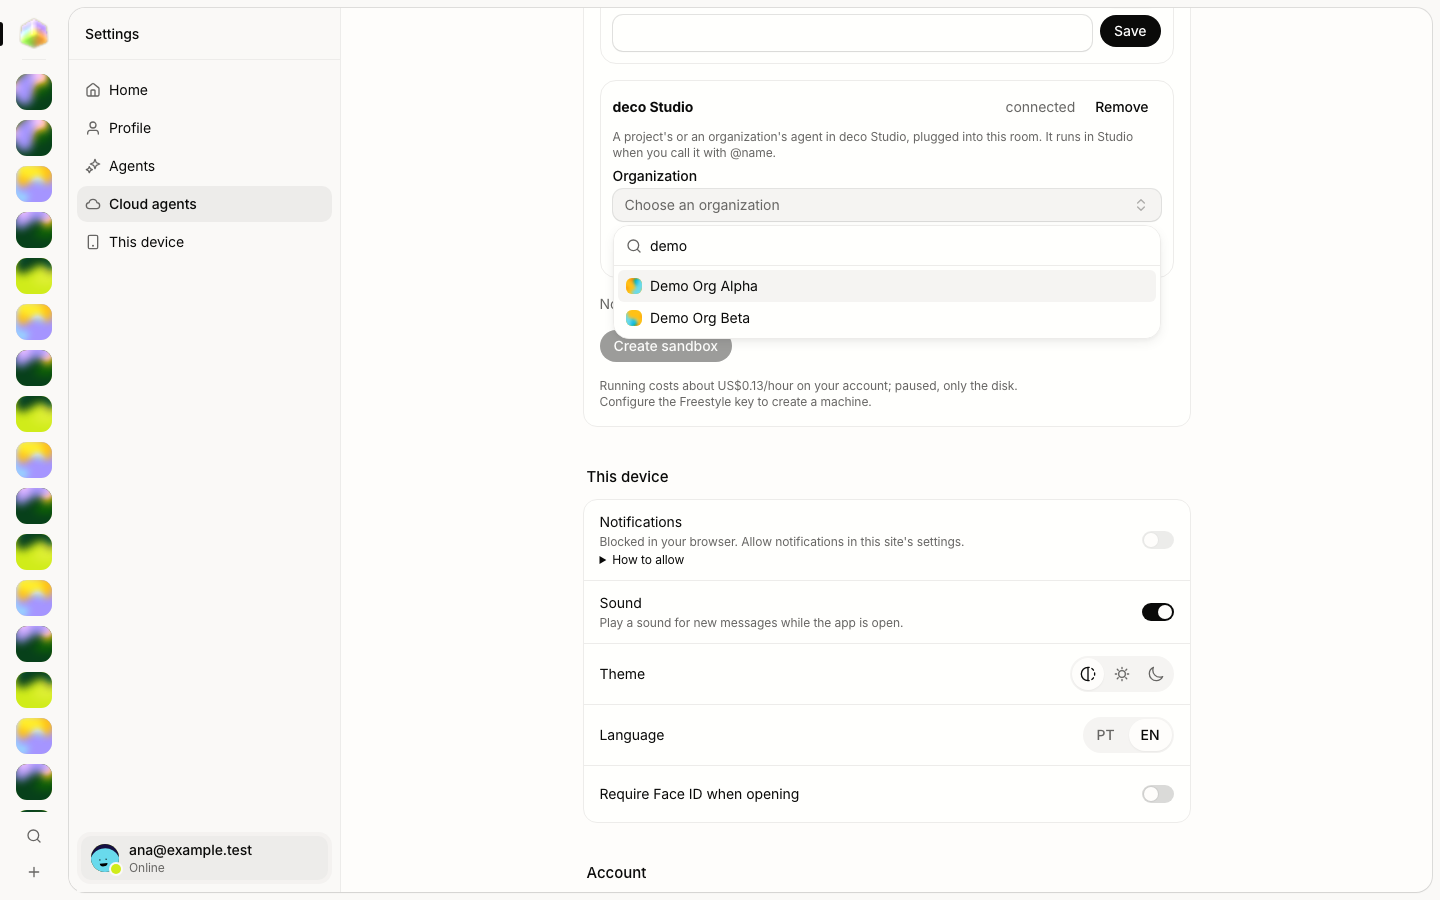 Settings
Home
Profile
Agents
Cloud agents
This device
ana@example.test
Online
Save
deco Studio
connected
Remove
A project's or an organization's agent in deco Studio, plugged into this room. It runs in Studio
when you call it with @name.
Organization
Choose an organization
demo
Demo Org Alpha
Demo Org Beta
Create sandbox
Running costs about US$0.13/hour on your account; paused, only the disk.
Configure the Freestyle key to create a machine.
This device
Notifications
Blocked in your browser. Allow notifications in this site's settings.
How to allow
Sound
Play a sound for new messages while the app is open.
Theme
Language
PT
EN
Require Face ID when opening
Account